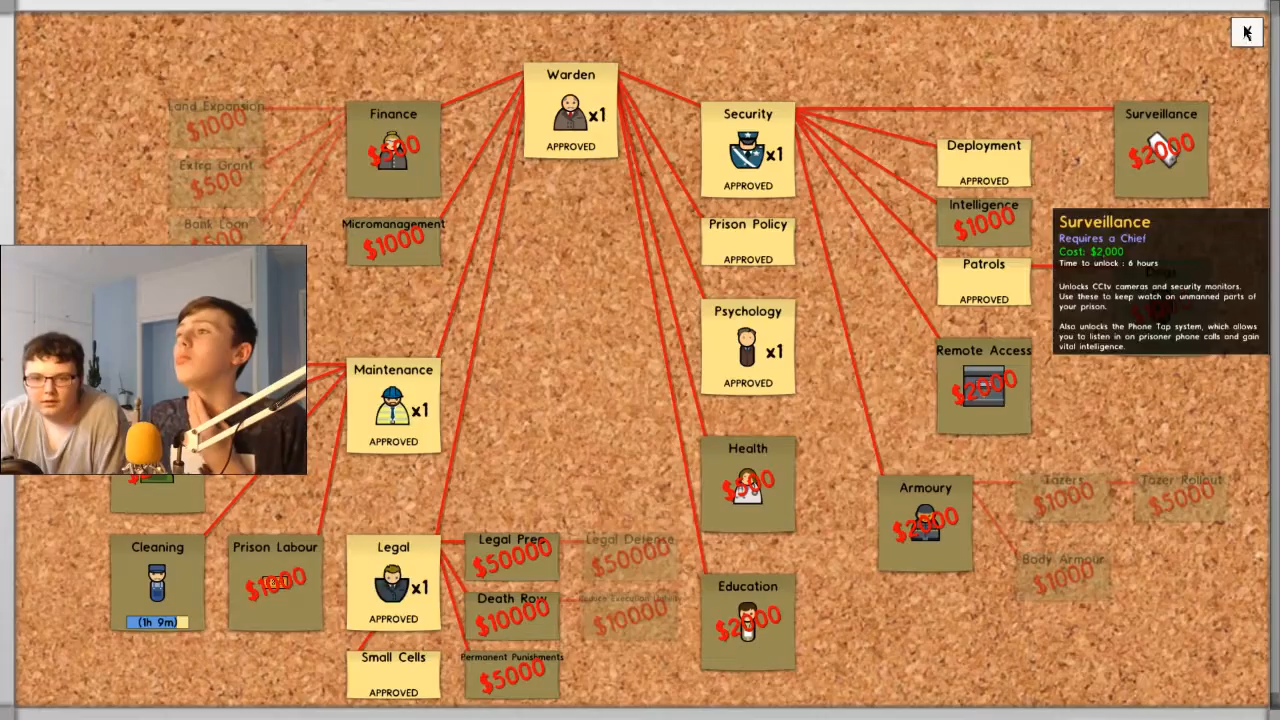 Warden
x1
APPROVED
Land Expansion
$1000
Extra Grant
$500
Bank Loan
Finance
$500
Micromanagement
$1000
Security
x1
APPROVED
Prison Policy
APPROVED
Psychology
x1
APPROVED
Health
$500
Education
$2000
Deployment
APPROVED
Intelligence
$1000
Patrols
APPROVED
Remote Access
$2000
Surveillance
$2000
Surveillance
Requires a Chief
Cost: $2,000
Time to unlock : 6 hours
Unlocks CCtv cameras and security monitors.
Use these to keep watch on unmanned parts of
your prison.
Also unlocks the Phone Tap system, which allows
you to listen in on prisoner phone calls and gain
vital intelligence.
Armoury
$2000
Tazers
$1000
Tazer Rollout
$5000
Body Armour
$1000
Maintenance
x1
APPROVED
Cleaning
(1h 9m)
Prison Labour
$1000
Legal
x1
APPROVED
Small Cells
APPROVED
Legal Prep
$50000
Legal Defense
$50000
Death Row
$10000
$10000
Permanent Punishments
$5000